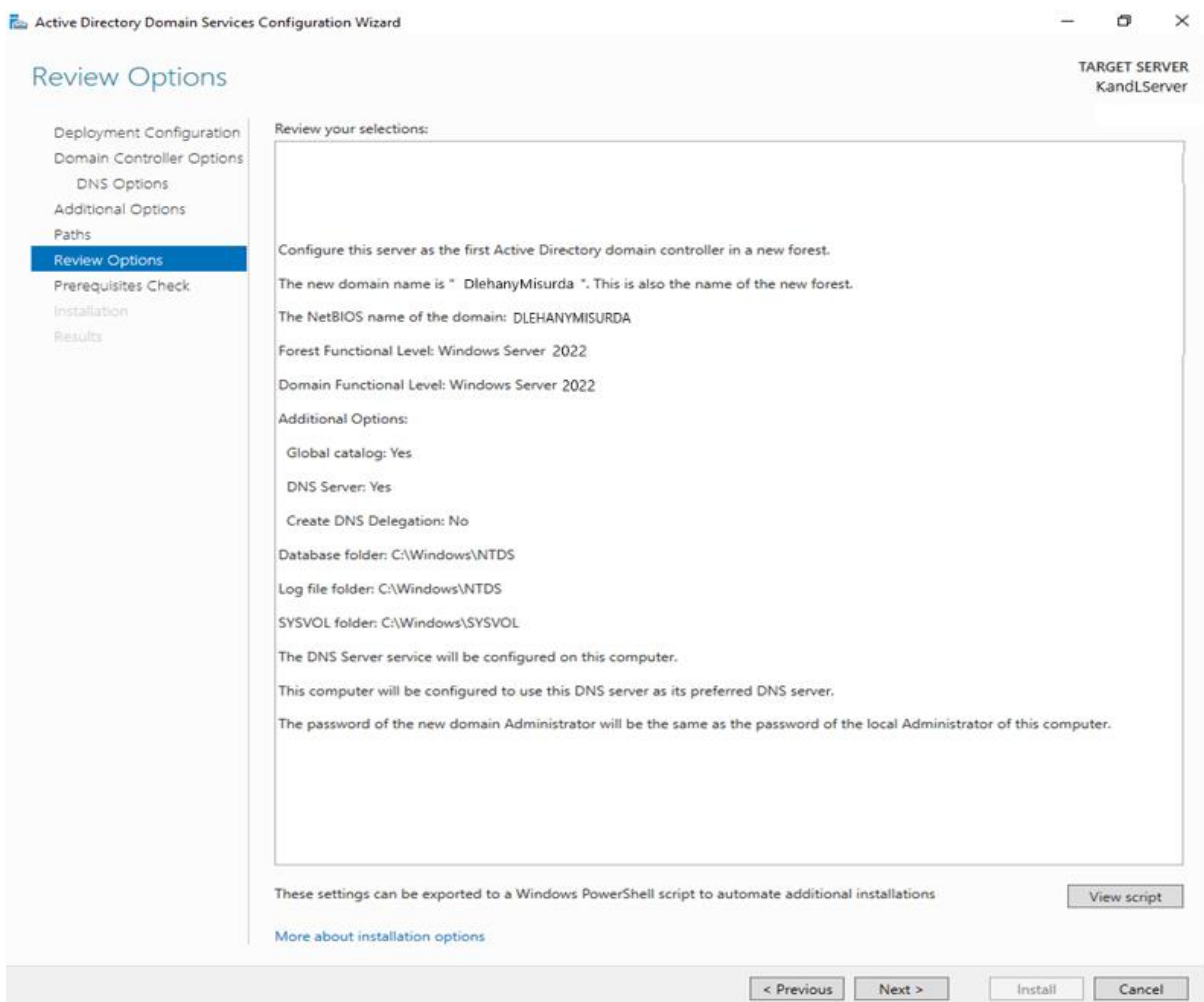 Active Directory Domain Services Configuration Wizard
Review Options
TARGET SERVER
KandLServer
Deployment Configuration
Domain Controller Options
DNS Options
Additional Options
Paths
Review Options
Prerequisites Check
Installation
Results
Review your selections:
Configure this server as the first Active Directory domain controller in a new forest.
The new domain name is " DlehanyMisurda ". This is also the name of the new forest.
The NetBIOS name of the domain: DLEHANYMISURDA
Forest Functional Level: Windows Server 2022
Domain Functional Level: Windows Server 2022
Additional Options:
Global catalog: Yes
DNS Server: Yes
Create DNS Delegation: No
Database folder: C:\Windows\NTDS
Log file folder: C:\Windows\NTDS
SYSVOL folder: C:\Windows\SYSVOL
The DNS Server service will be configured on this computer.
This computer will be configured to use this DNS server as its preferred DNS server.
The password of the new domain Administrator will be the same as the password of the local Administrator of this computer.
These settings can be exported to a Windows PowerShell script to automate additional installations
View script
More about installation options
< Previous
Next >
Install
Cancel